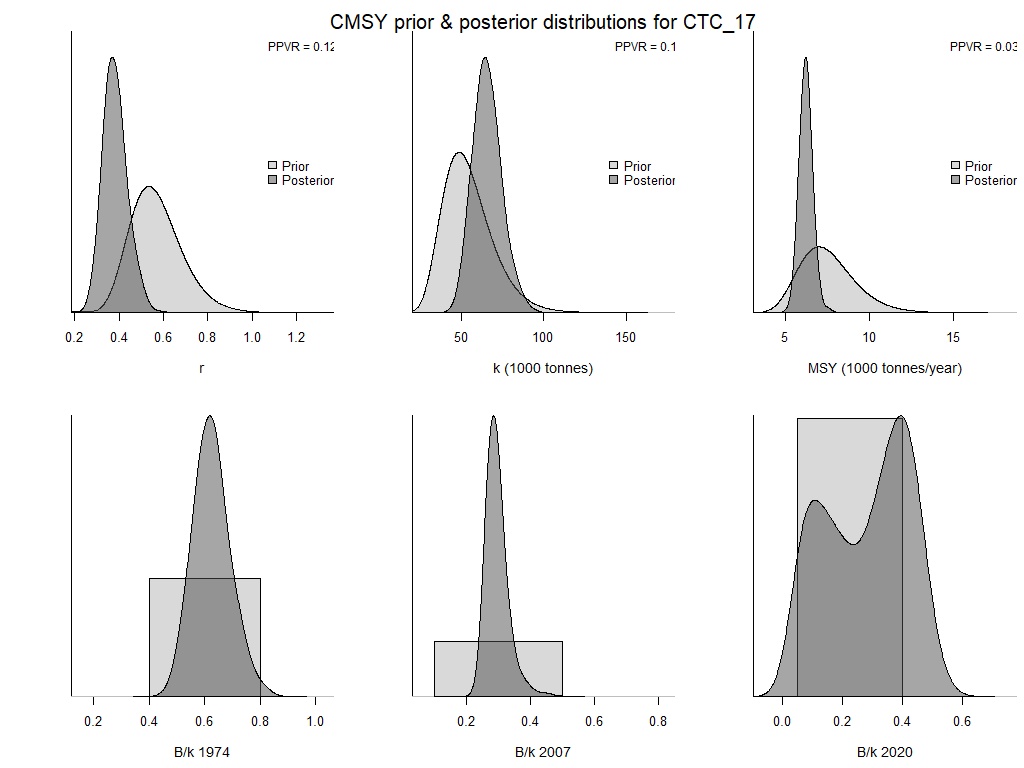 CMSY prior & posterior distributions for CTC_17
PPVR = 0.12
Prior
Posterior
0.2 0.4 0.6 0.8 1.0 1.2
r
PPVR = 0.1
Prior
Posterior
50 100 150
k (1000 tonnes)
PPVR = 0.03
Prior
Posterior
5 10 15
MSY (1000 tonnes/year)
0.2 0.4 0.6 0.8 1.0
B/k 1974
0.2 0.4 0.6 0.8
B/k 2007
0.0 0.2 0.4 0.6
B/k 2020